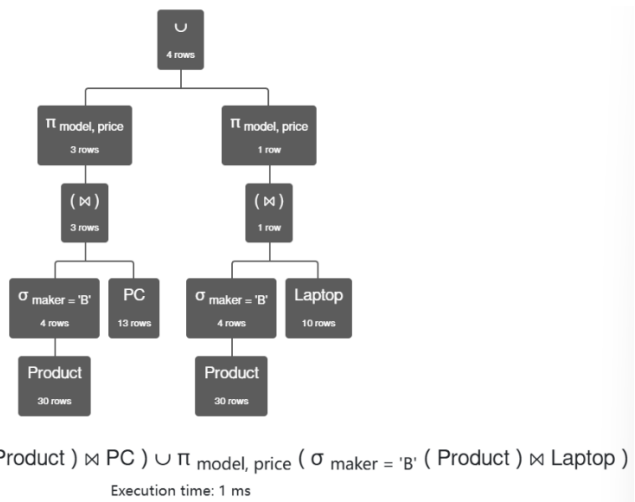 ∪
4 rows
π model, price
3 rows
π model, price
1 row
( ⋈ )
3 rows
( ⋈ )
1 row
σ maker = 'B'
4 rows
PC
13 rows
σ maker = 'B'
4 rows
Laptop
10 rows
Product
30 rows
Product
30 rows
Product ) ⋈ PC ) ∪ π model, price ( σ maker = 'B' ( Product ) ⋈ Laptop )
Execution time: 1 ms